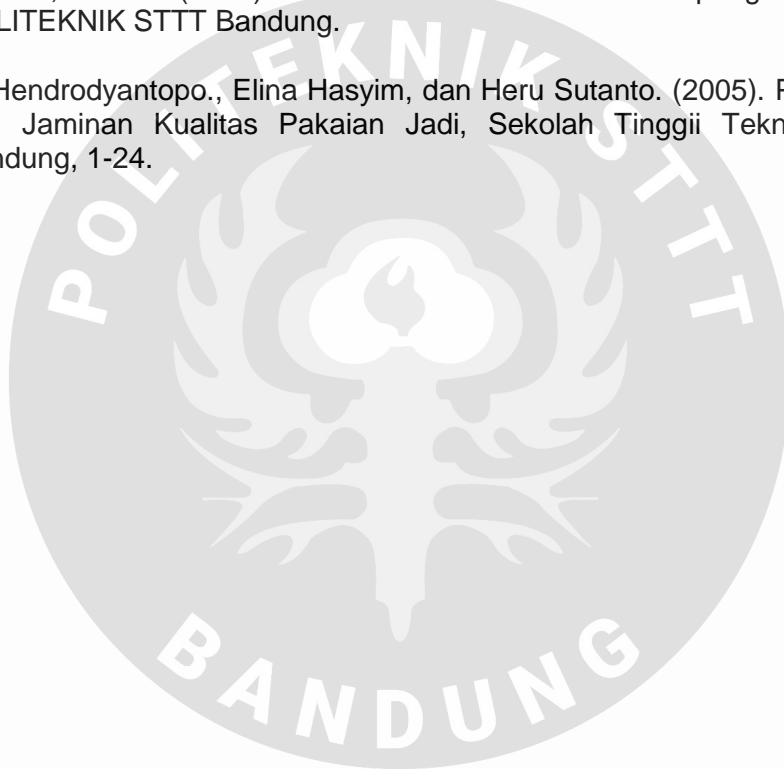 LITEKNIK STTT Bandung.
Hendrodyantopo., Elina Hasyim, dan Heru Sutanto. (2005).
Jaminan Kualitas Pakaian Jadi, Sekolah Tinggii Tekn
ndung, 1-24.
POLITEKNIK STTT
BANDUNG